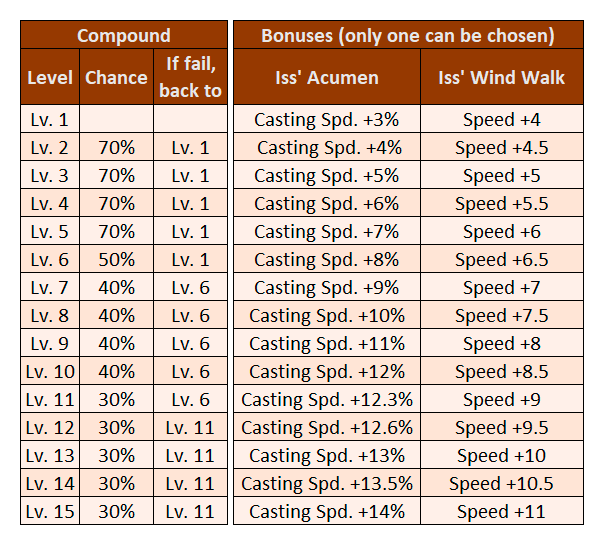 Compound Bonuses (only one can be chosen)
Level Chance If fail, back to Iss' Acumen Iss' Wind Walk
Lv. 1 Casting Spd. +3% Speed +4
Lv. 2 70% Lv. 1 Casting Spd. +4% Speed +4.5
Lv. 3 70% Lv. 1 Casting Spd. +5% Speed +5
Lv. 4 70% Lv. 1 Casting Spd. +6% Speed +5.5
Lv. 5 70% Lv. 1 Casting Spd. +7% Speed +6
Lv. 6 50% Lv. 1 Casting Spd. +8% Speed +6.5
Lv. 7 40% Lv. 6 Casting Spd. +9% Speed +7
Lv. 8 40% Lv. 6 Casting Spd. +10% Speed +7.5
Lv. 9 40% Lv. 6 Casting Spd. +11% Speed +8
Lv. 10 40% Lv. 6 Casting Spd. +12% Speed +8.5
Lv. 11 30% Lv. 6 Casting Spd. +12.3% Speed +9
Lv. 12 30% Lv. 11 Casting Spd. +12.6% Speed +9.5
Lv. 13 30% Lv. 11 Casting Spd. +13% Speed +10
Lv. 14 30% Lv. 11 Casting Spd. +13.5% Speed +10.5
Lv. 15 30% Lv. 11 Casting Spd. +14% Speed +11